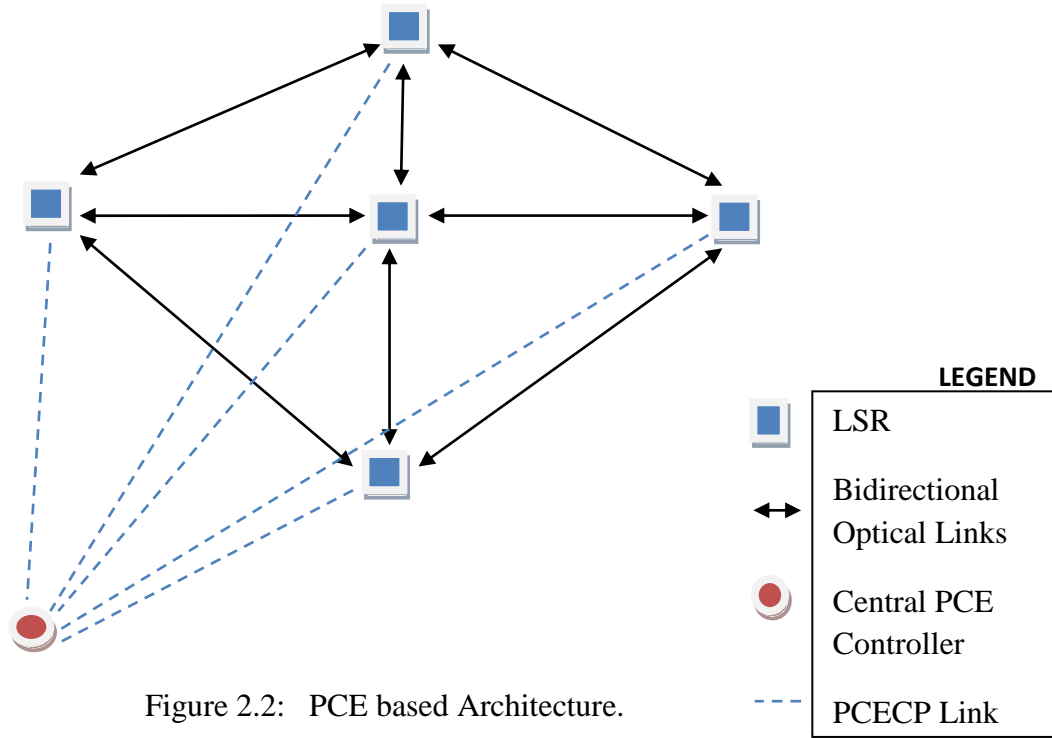 LEGEND
LSR
Bidirectional
Optical Links
Central PCE
Controller
PCECP Link
Figure 2.2: PCE based Architecture.